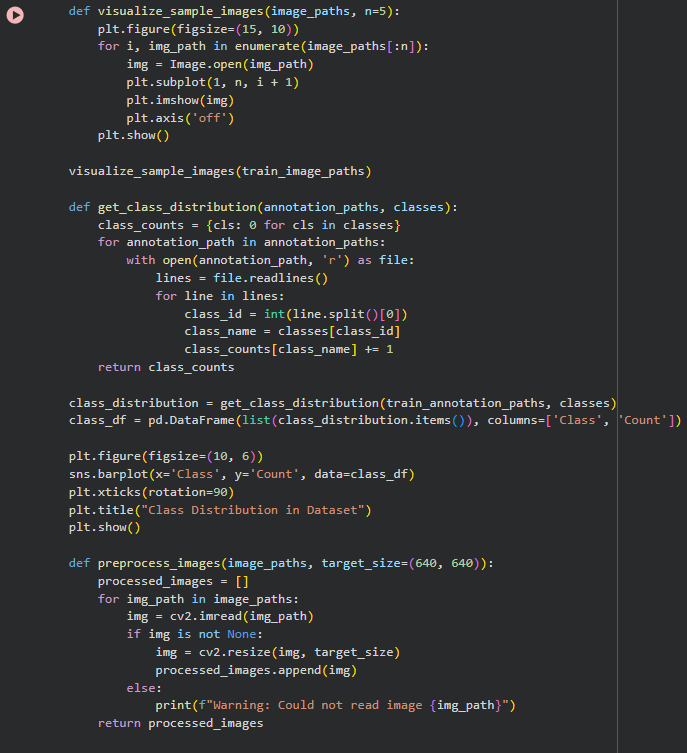 def visualize_sample_images(image_paths, n=5):
    plt.figure(figsize=(15, 10))
    for i, img_path in enumerate(image_paths[:n]):
        img = Image.open(img_path)
        plt.subplot(1, n, i + 1)
        plt.imshow(img)
        plt.axis('off')
    plt.show()

visualize_sample_images(train_image_paths)

def get_class_distribution(annotation_paths, classes):
    class_counts = {cls: 0 for cls in classes}
    for annotation_path in annotation_paths:
        with open(annotation_path, 'r') as file:
            lines = file.readlines()
            for line in lines:
                class_id = int(line.split()[0])
                class_name = classes[class_id]
                class_counts[class_name] += 1
    return class_counts

class_distribution = get_class_distribution(train_annotation_paths, classes)
class_df = pd.DataFrame(list(class_distribution.items()), columns=['Class', 'Count'])

plt.figure(figsize=(10, 6))
sns.barplot(x='Class', y='Count', data=class_df)
plt.xticks(rotation=90)
plt.title("Class Distribution in Dataset")
plt.show()

def preprocess_images(image_paths, target_size=(640, 640)):
    processed_images = []
    for img_path in image_paths:
        img = cv2.imread(img_path)
        if img is not None:
            img = cv2.resize(img, target_size)
            processed_images.append(img)
        else:
            print(f"Warning: Could not read image {img_path}")
    return processed_images